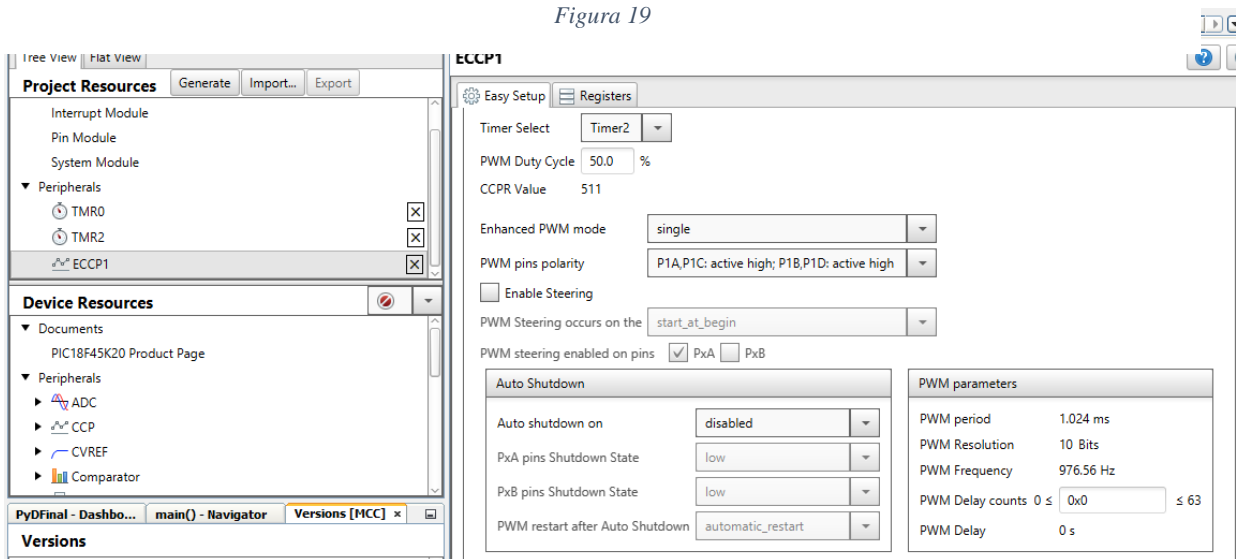 Figura 19
Tree View Flat View
Project Resources Generate Import... Export
Interrupt Module
Pin Module
System Module
Peripherals
TMR0
TMR2
ECCP1
Device Resources
Documents
PIC18F45K20 Product Page
Peripherals
ADC
CCP
CVREF
Comparator
PyDFinal - Dashbo... main() - Navigator Versions [MCC] ×
Versions
ECCP1
Easy Setup Registers
Timer Select Timer2
PWM Duty Cycle 50.0 %
CCPR Value 511
Enhanced PWM mode single
PWM pins polarity P1A,P1C: active high; P1B,P1D: active high
Enable Steering
PWM Steering occurs on the start_at_begin
PWM steering enabled on pins PxA PxB
Auto Shutdown
Auto shutdown on disabled
PxA pins Shutdown State low
PxB pins Shutdown State low
PWM restart after Auto Shutdown automatic_restart
PWM parameters
PWM period 1.024 ms
PWM Resolution 10 Bits
PWM Frequency 976.56 Hz
PWM Delay counts 0 ≤ 0x0 ≤ 63
PWM Delay 0 s